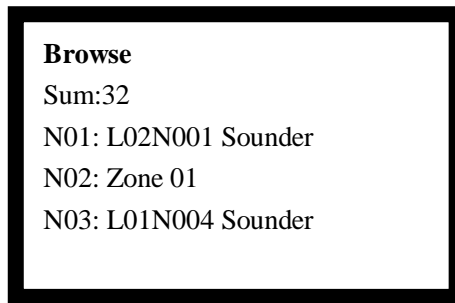 Browse
Sum:32
N01: L02N001 Sounder
N02: Zone 01
N03: L01N004 Sounder